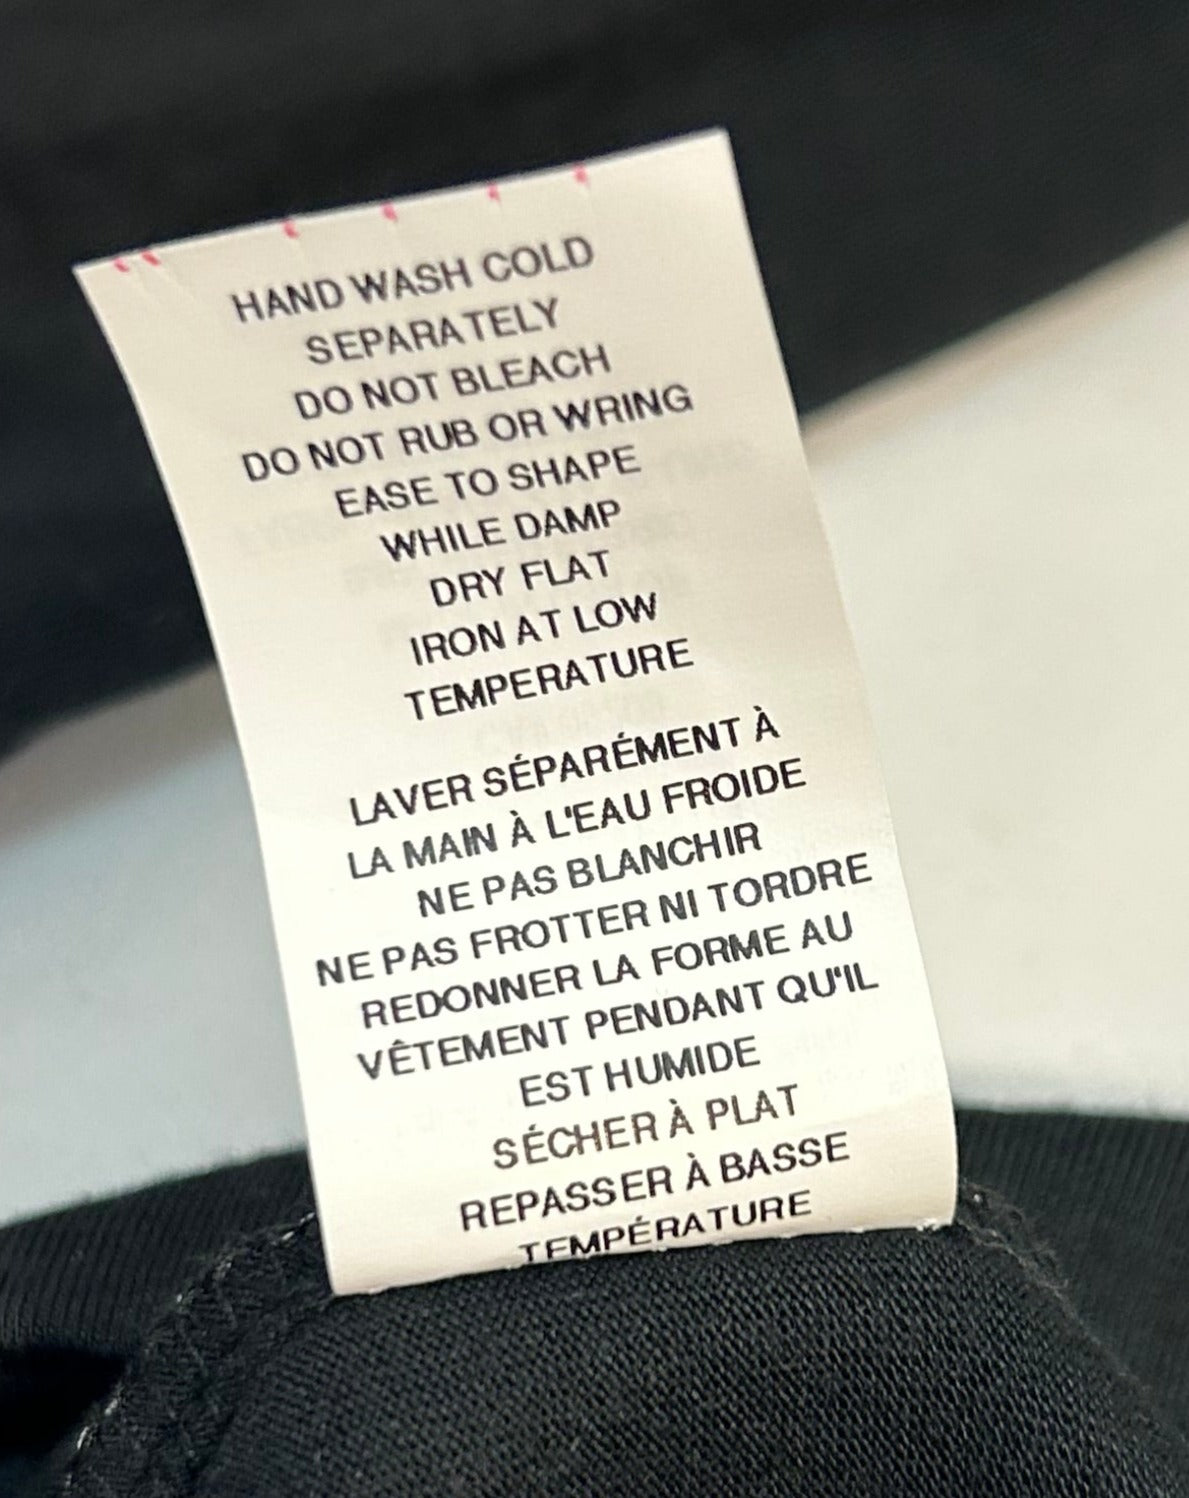 HAND WASH COLD
SEPARATELY
DO NOT BLEACH
DO NOT RUB OR WRING
EASE TO SHAPE
WHILE DAMP
DRY FLAT
IRON AT LOW
TEMPERATURE
LAVER SÉPARÉMENT À
LA MAIN À L'EAU FROIDE
NE PAS BLANCHIR
NE PAS FROTTER NI TORDRE
REDONNER LA FORME AU
VÊTEMENT PENDANT QU'IL
EST HUMIDE
SÉCHER À PLAT
REPASSER À BASSE
TEMPÉRATURE